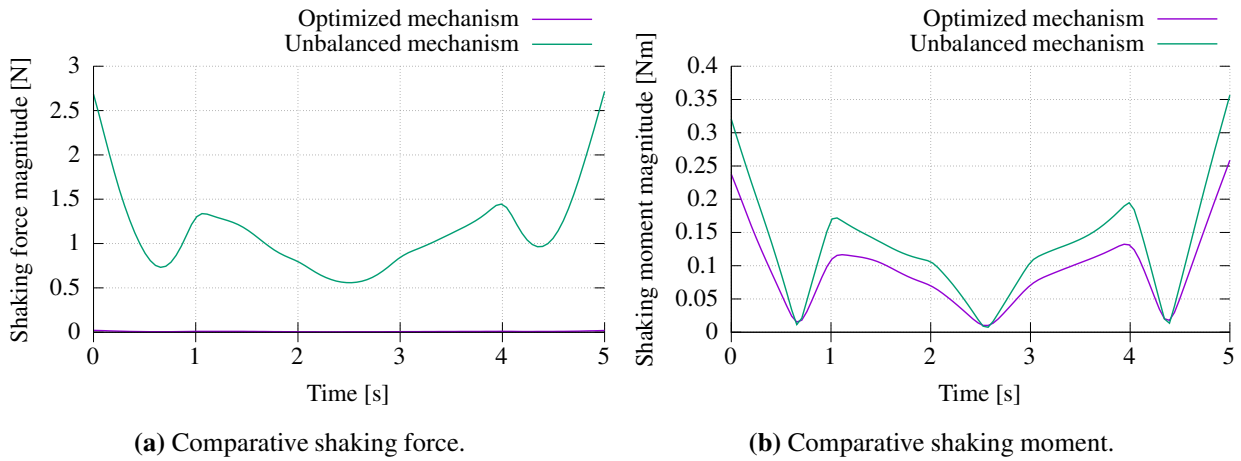 Optimized mechanism
Unbalanced mechanism
Shaking force magnitude [N]
3
2.5
2
1.5
1
0.5
0
0 1 2 3 4 5
Time [s]
(a) Comparative shaking force.
Optimized mechanism
Unbalanced mechanism
Shaking moment magnitude [Nm]
0.4
0.35
0.3
0.25
0.2
0.15
0.1
0.05
0
0 1 2 3 4 5
Time [s]
(b) Comparative shaking moment.